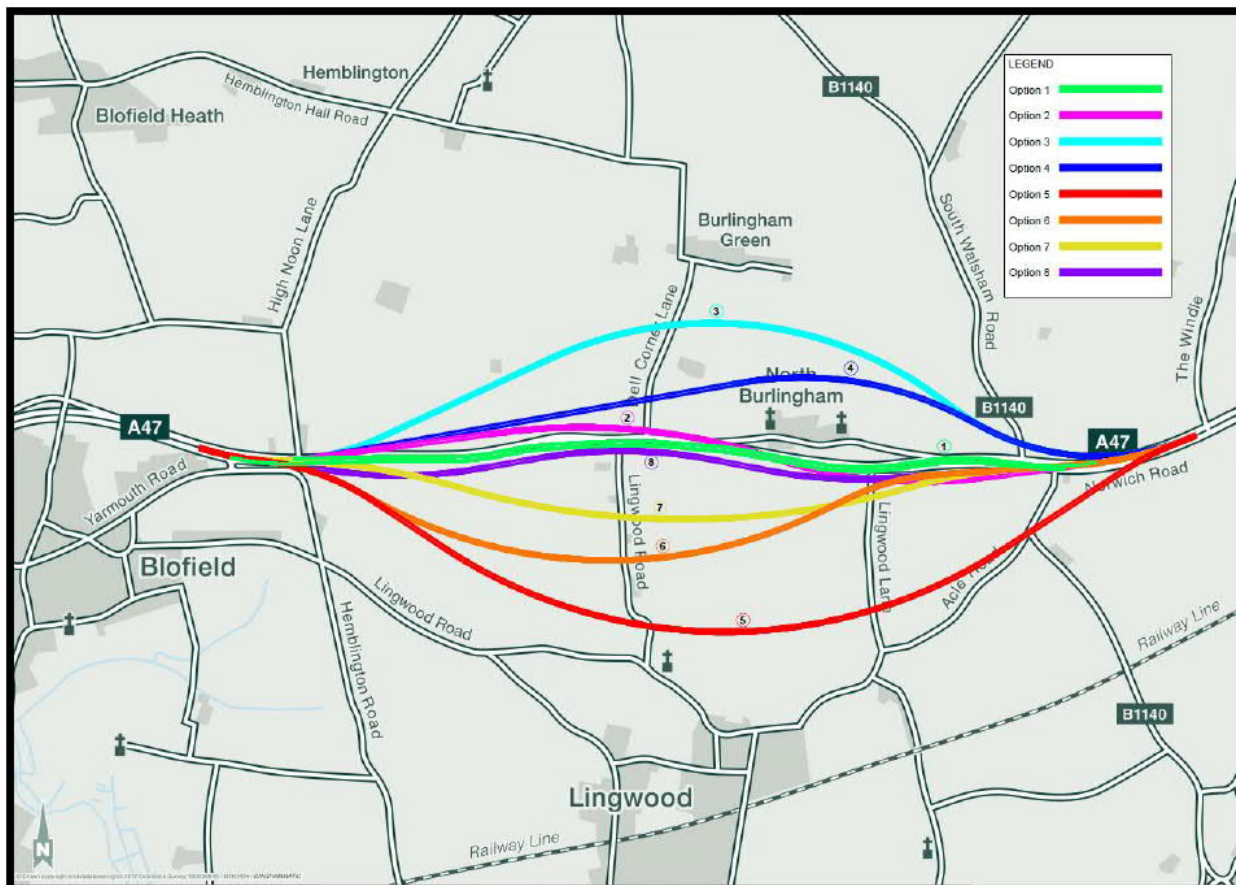 LEGEND
Option 1
Option 2
Option 3
Option 4
Option 5
Option 6
Option 7
Option 8
Hemblington
Hemblington Hall Road
Blofield Heath
B1140
South Walsham Road
The Windle
High Noon Lane
Burlingham
Green
Dell Corner Lane
3
4
North
Burlingham
2
1
B1140
A47
A47
Norwich Road
Yarmouth Road
8
7
6
5
Lingwood Road
Lingwood Lane
Blofield
Lingwood Road
Acle Road
Railway Line
Hemblington Road
B1140
Lingwood
Railway Line
N